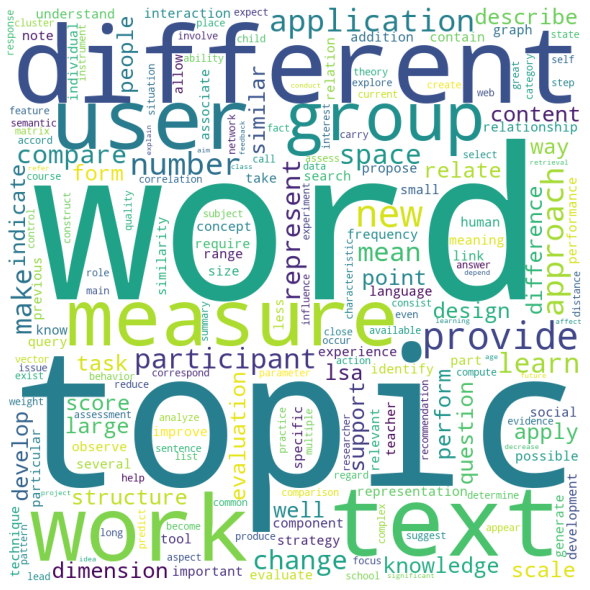 response
cluster
understand
interaction
place
expect
ability
child
application
describe
people
individual
instrument
note
involve
addition
contain
graph
state
self
different
situation
allow
relation
theory
explore
current
create
web
great
category
step
feature
semantic
matrix
accord
explain
associate
network
similar
fact
conduct
aim
feedback
refer
class
user
group
interest
carry
content
relationship
compare
course
correlation
number
call
take
assess
data
search
space
propose
select
retrieval
way
form
control
construct
make
indicate
previous
quality
similarity
subject
concept
require
range
size
word
experiment
influence
represent
less
new
mean
frequency
small
relate
human
meaning
link
answer
depend
language
characteristic
point
consist
even
design
difference
approach
performance
distance
know
query
role
main
measure
summary
close
occur
available
learning
affect
provide
vector
issue
exist
task
behavior
reduce
participant
correspond
experience
action
parameter
age
lsa
identify
part
compute
future
learn
develop
weight
particular
score
large
assessment
analyze
improve
observe
several
sentence
list
evaluation
topic
practice
multiple
specific
support
researcher
regard
relevant
teacher
recommendation
perform
question
social
evidence
decrease
apply
possible
technique
pattern
project
structure
help
predict
become
common
comparison
representation
determine
generate
development
work
long
tool
well
component
strategy
complex
suggest
text
appear
lead
idea
dimension
aspect
important
produce
evaluate
change
focus
school
knowledge
significant
scale